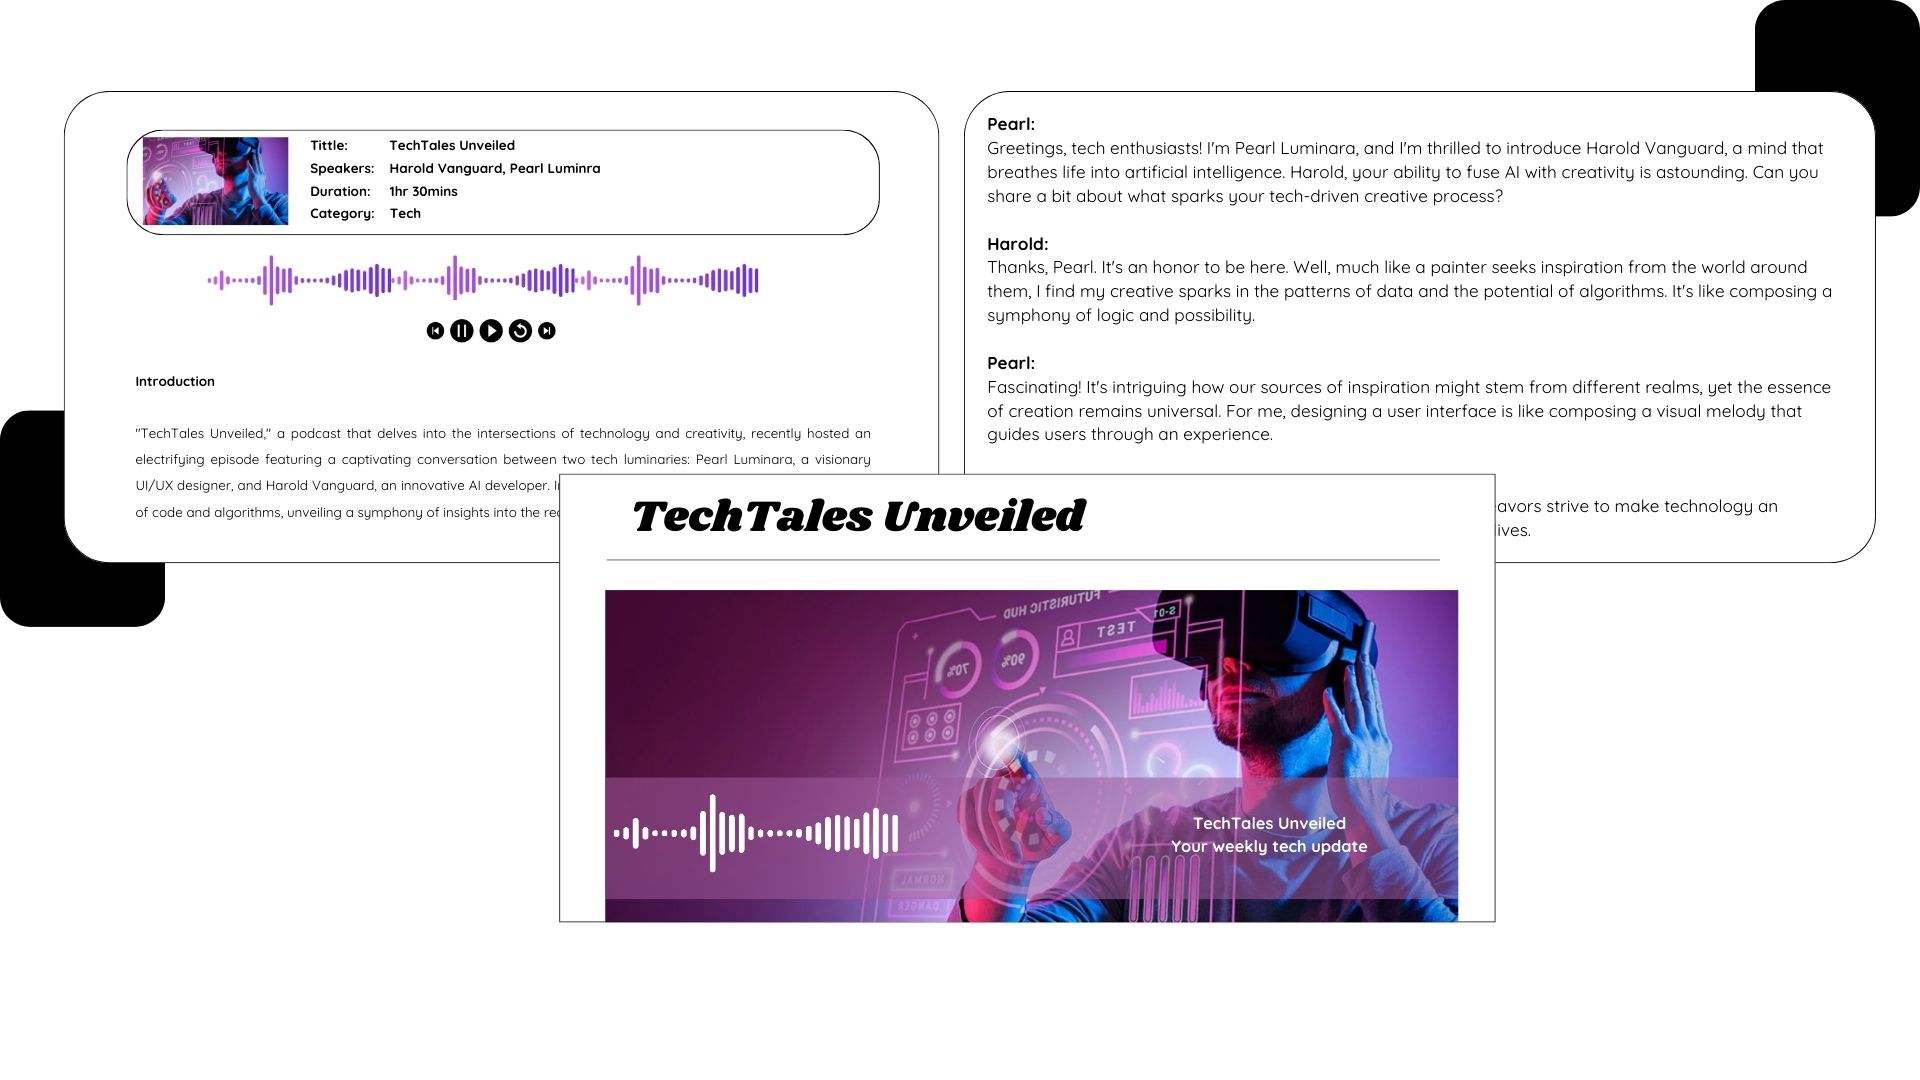 Tittle: TechTales Unveiled
Speakers: Harold Vanguard, Pearl Luminra
Duration: 1hr 30mins
Category: Tech
Introduction
"TechTales Unveiled," a podcast that delves into the intersections of technology and creativity, recently hosted an
electrifying episode featuring a captivating conversation between two tech luminaries: Pearl Luminara, a visionary
UI/UX designer, and Harold Vanguard, an innovative AI developer.
of code and algorithms, unveiling a symphony of insights into the
Pearl:
Greetings, tech enthusiasts! I'm Pearl Luminara, and I'm thrilled to introduce Harold Vanguard, a mind that
breathes life into artificial intelligence. Harold, your ability to fuse AI with creativity is astounding. Can you
share a bit about what sparks your tech-driven creative process?
Harold:
Thanks, Pearl. It's an honor to be here. Well, much like a painter seeks inspiration from the world around
them, I find my creative sparks in the patterns of data and the potential of algorithms. It's like composing a
symphony of logic and possibility.
Pearl:
Fascinating! It's intriguing how our sources of inspiration might stem from different realms, yet the essence
of creation remains universal. For me, designing a user interface is like composing a visual melody that
guides users through an experience.
strive to make technology an
lives.
TechTales Unveiled
FUTURISTIC HUD
S-01
TEST
70%
90%
TechTales Unveiled
Your weekly tech update
NORMAL
DANGER